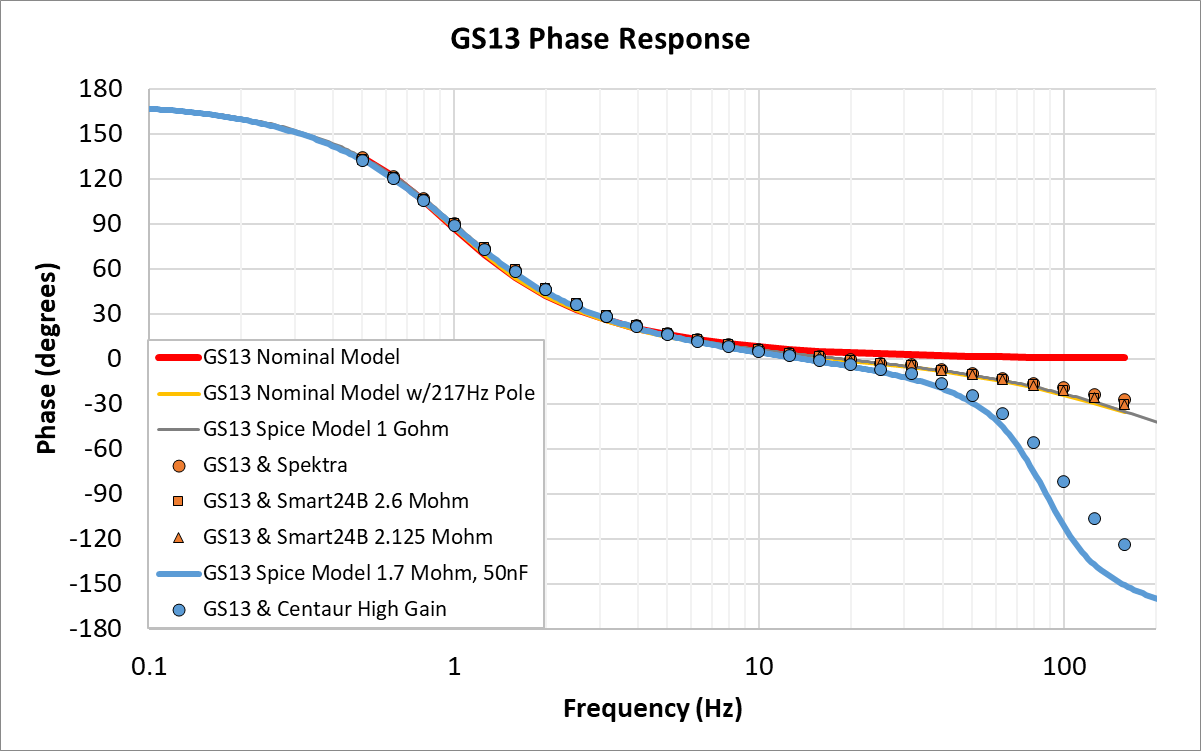 GS13 Phase Response
180
150
120
90
60
30
0
-30
-60
-90
-120
-150
-180
Phase (degrees)
GS13 Nominal Model
GS13 Nominal Model w/217Hz Pole
GS13 Spice Model 1 Gohm
GS13 & Spektra
GS13 & Smart24B 2.6 Mohm
GS13 & Smart24B 2.125 Mohm
GS13 Spice Model 1.7 Mohm, 50nF
GS13 & Centaur High Gain
0.1 1 10 100
Frequency (Hz)